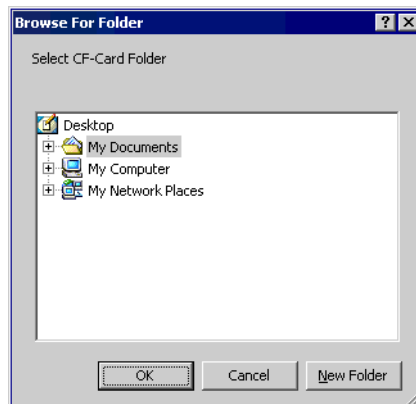 Browse For Folder
Select CF-Card Folder
Desktop
My Documents
My Computer
My Network Places
OK Cancel New Folder